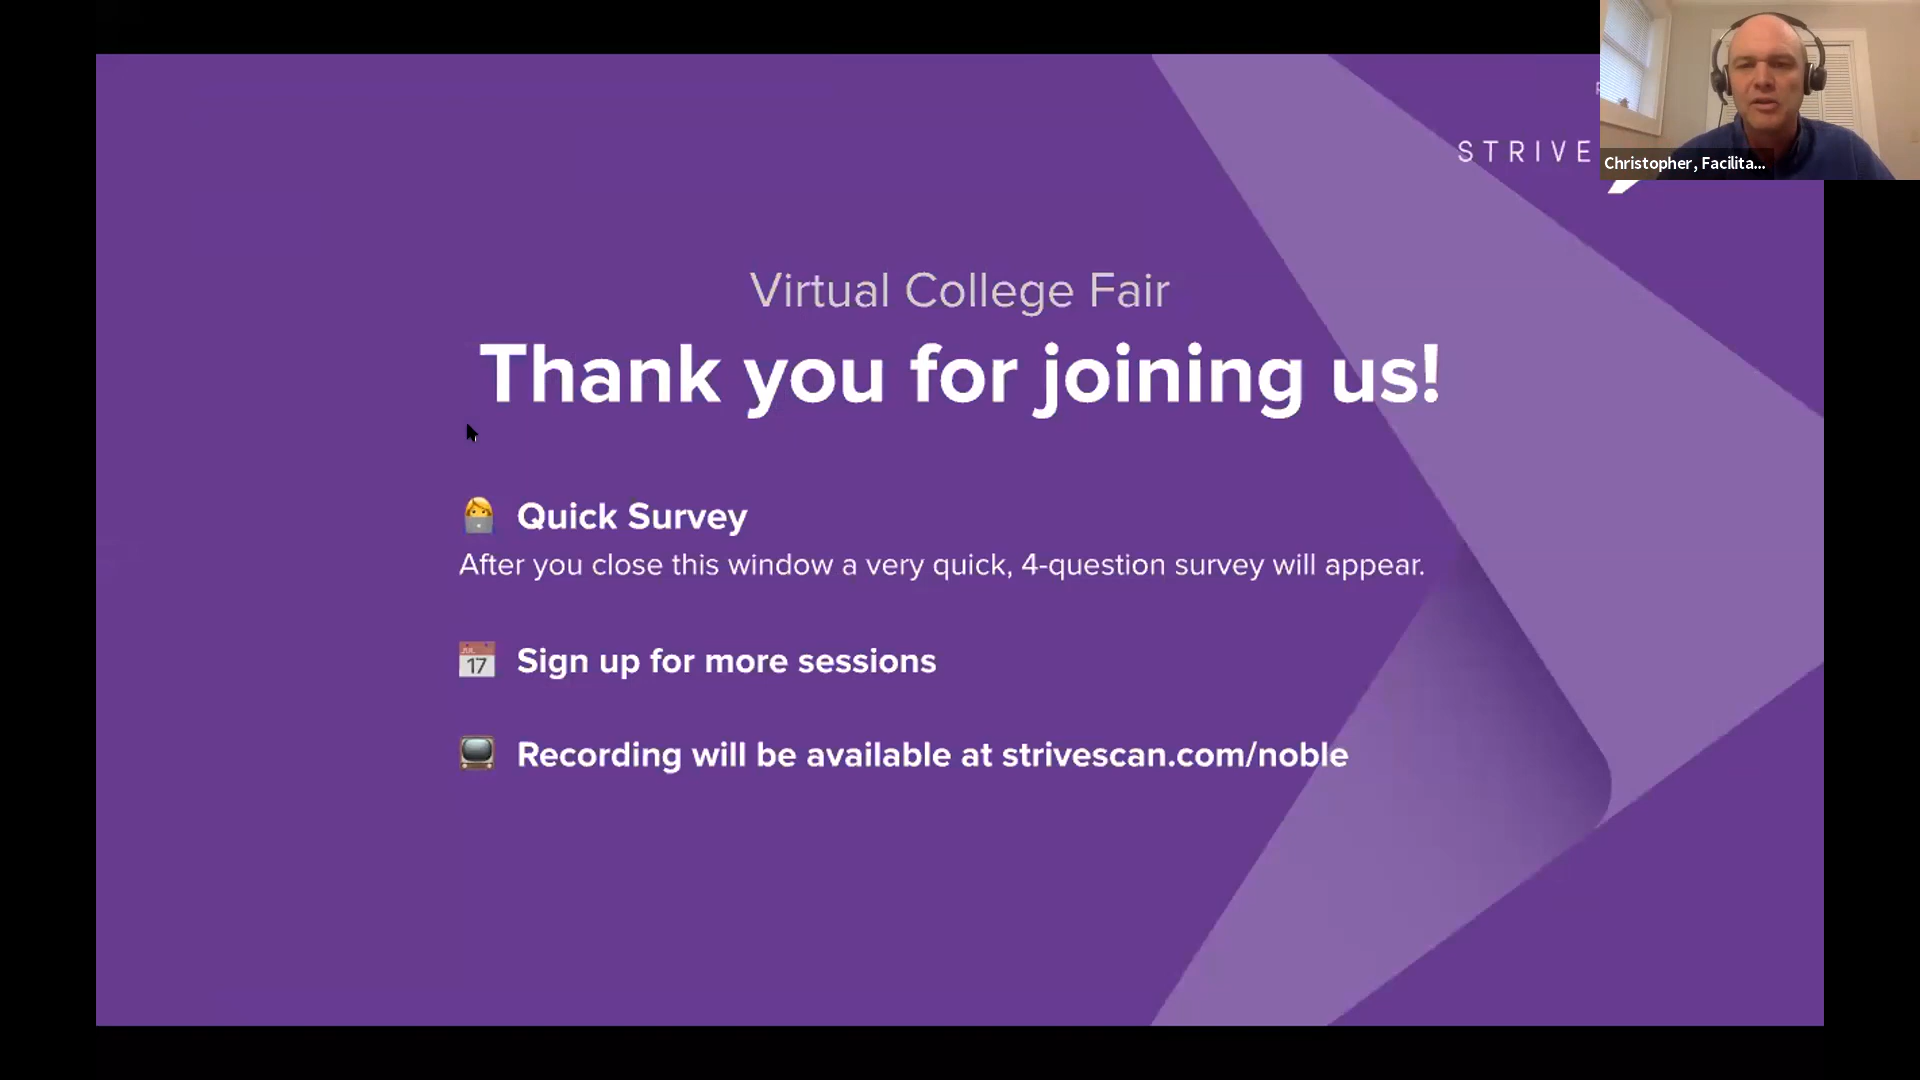 STRIVE
Christopher, Facilita...
Virtual College Fair
Thank you for joining us!
Quick Survey
After you close this window a very quick, 4-question survey will appear.
JUL
17
Sign up for more sessions
Recording will be available at strivescan.com/noble